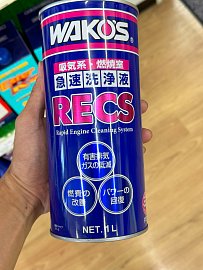 WAKO'S®
吸気系・燃焼室
急速洗浄液
RECS
Rapid Engine Cleaning System
有害排気
ガスの低減
燃費の
改善
パワーの
回復
NET. 1L